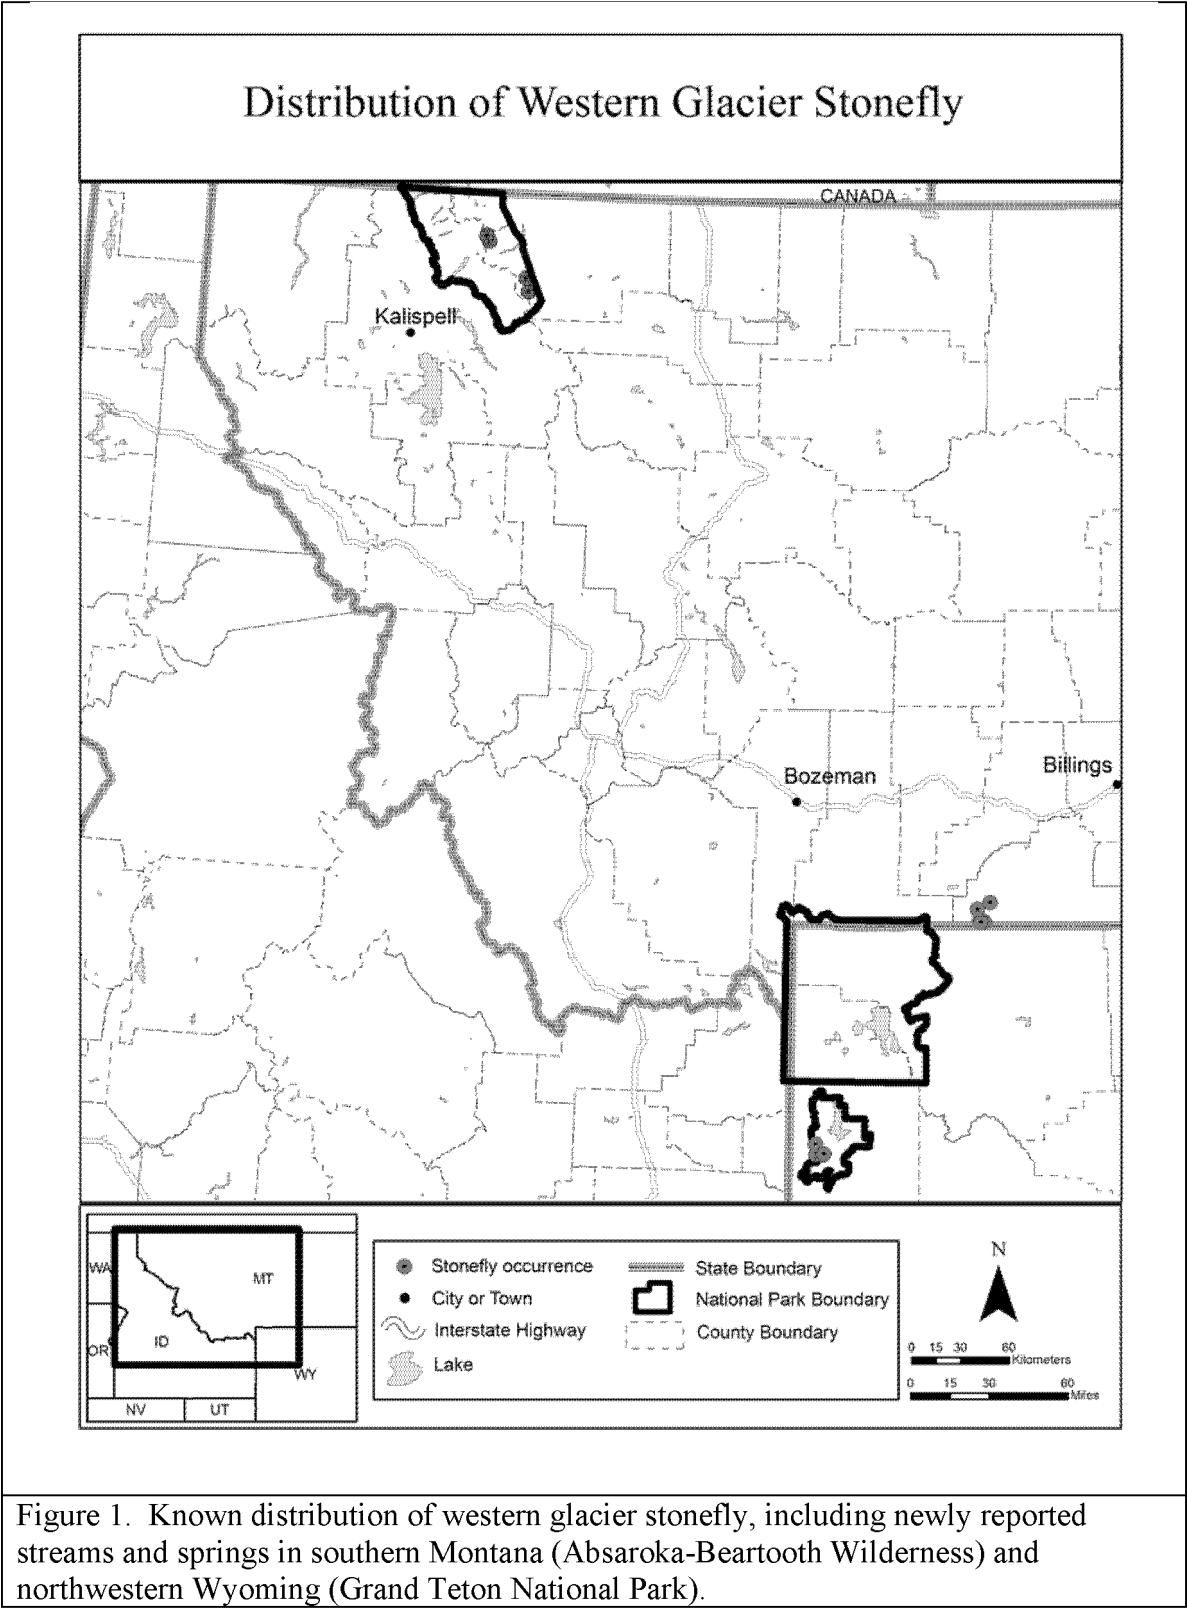 Distribution of Western Glacier Stonefly
CANADA
Kalispell
Bozeman
Billings
WA
MT
ID
OR
WY
NV
UT
Stonefly occurrence
City or Town
Interstate Highway
Lake
State Boundary
National Park Boundary
County Boundary
N
0 15 30 60
Kilometers
0 15 30 60
Miles
Figure 1. Known distribution of western glacier stonefly, including newly reported
streams and springs in southern Montana (Absaroka-Beartooth Wilderness) and
northwestern Wyoming (Grand Teton National Park).